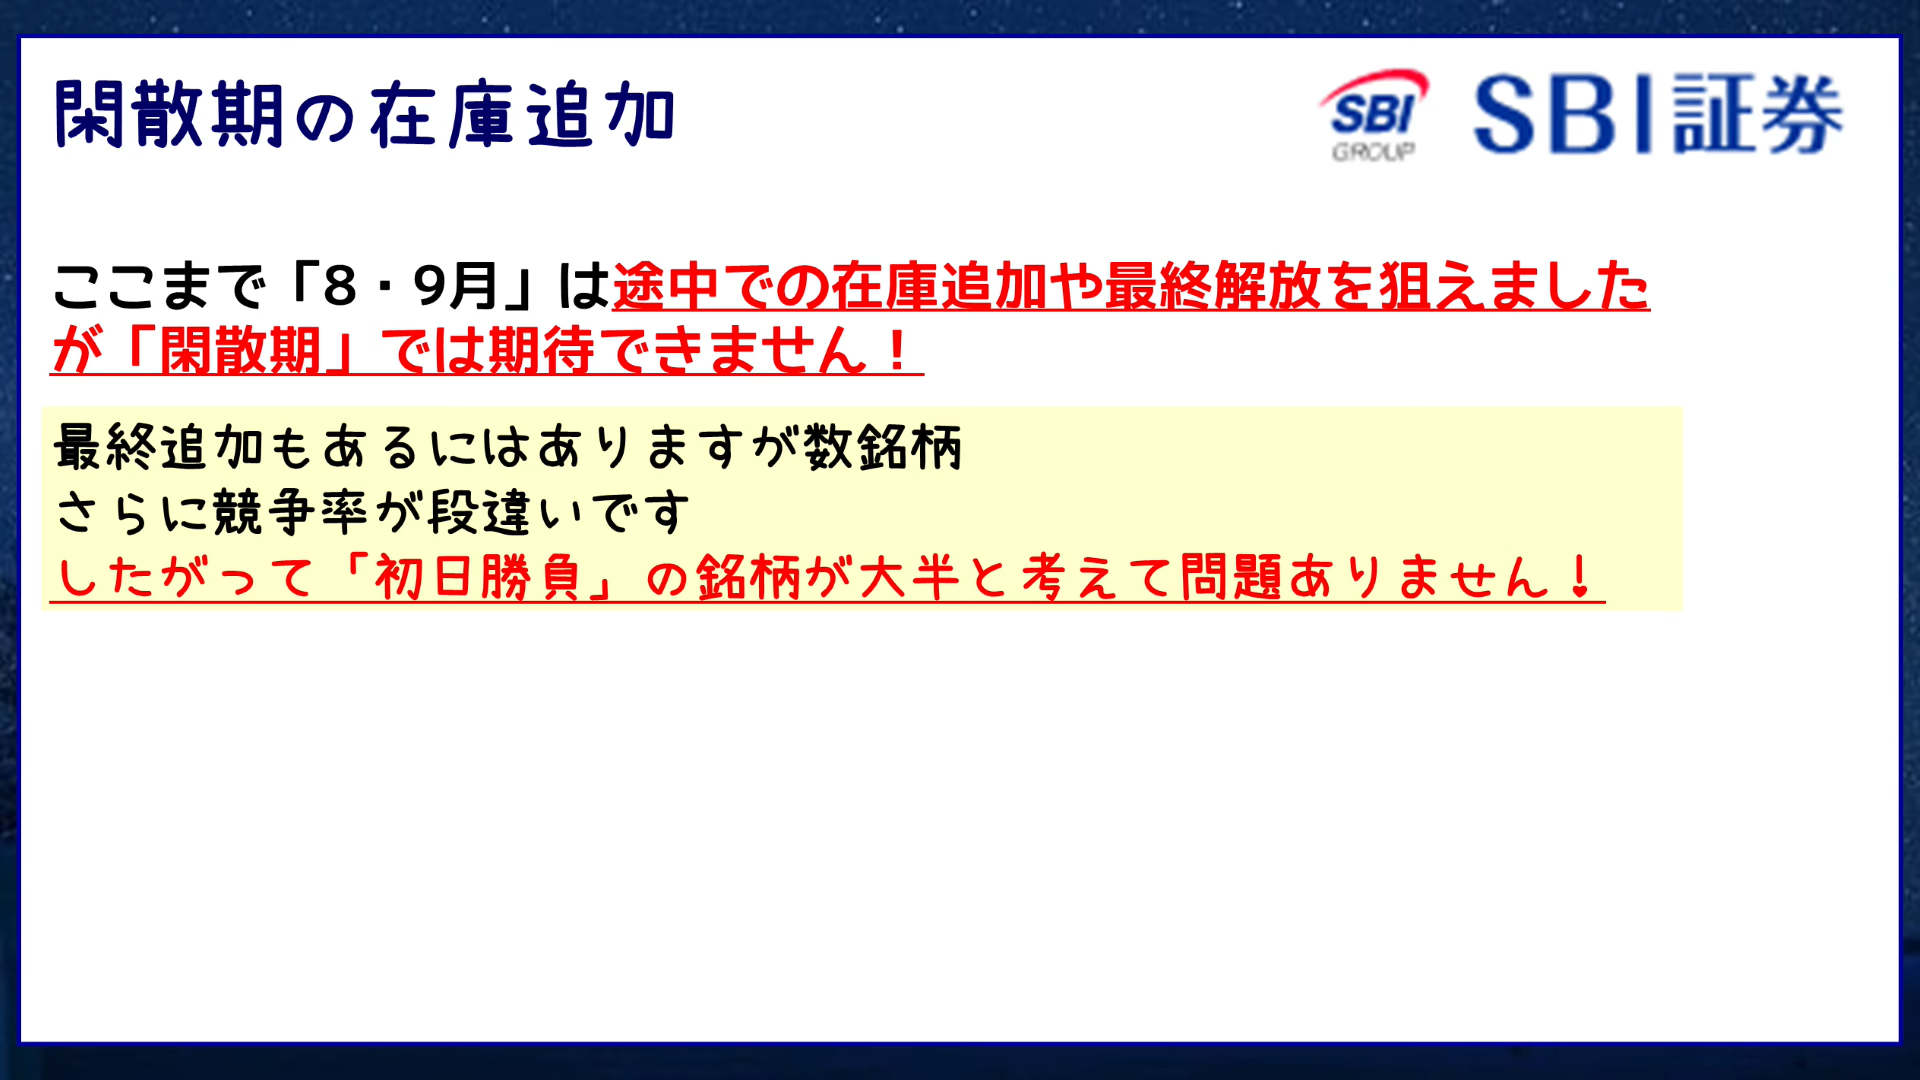 閑散期の在庫追加
SBI
GROUP
SBI証券
ここまで「8・9月」は途中での在庫追加や最終解放を狙えました
が「閑散期」では期待できません！
最終追加もあるにはありますが数銘柄
さらに競争率が段違いです
したがって「初日勝負」の銘柄が大半と考えて問題ありません！